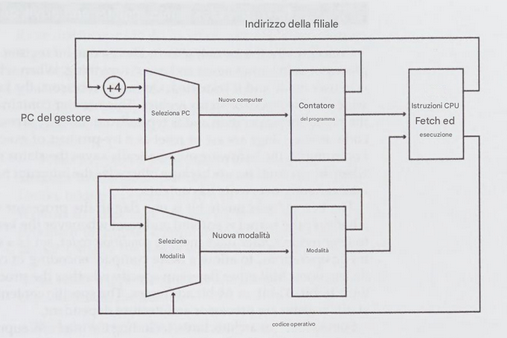 Indirizzo della filiale
+4
PC del gestore
Seleziona PC
Nuovo computer
Contatore
del programma
Istruzioni CPU
Fetch ed
esecuzione
Seleziona
Modalità
Nuova modalità
Modalità
codice operativo